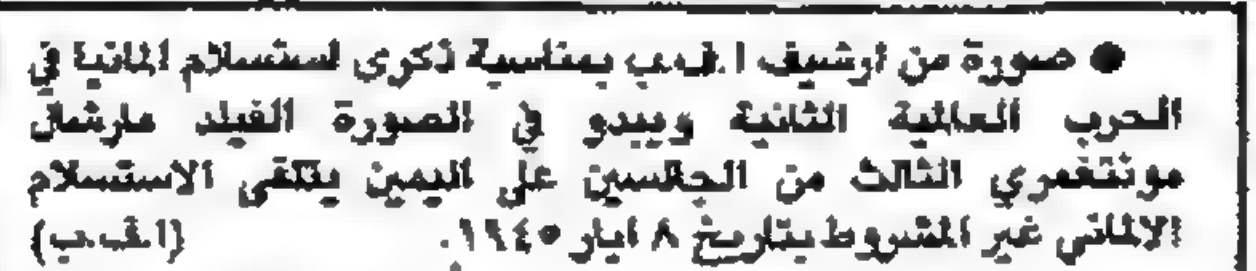 ● صورة من ارشيف ا.ف.ب بمناسبة ذكرى استسلام المانيا في
الحرب العالمية الثانية ويبدو في الصورة الفيلد مارشال
مونتغمري الثالث من الجالسين على اليمين يتلقى الاستسلام
الالماني غير المشروط بتاريخ ٨ ايار ١٩٤٥. (ا.ف.ب)